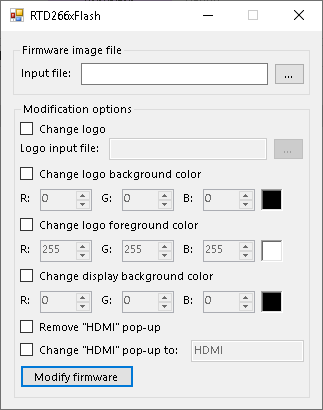 RTD266xFlash
Firmware image file
Input file: ...
Modification options
Change logo
Logo input file: ...
Change logo background color
R: 0 G: 0 B: 0
Change logo foreground color
R: 255 G: 255 B: 255
Change display background color
R: 0 G: 0 B: 0
Remove "HDMI" pop-up
Change "HDMI" pop-up to: HDMI
Modify firmware